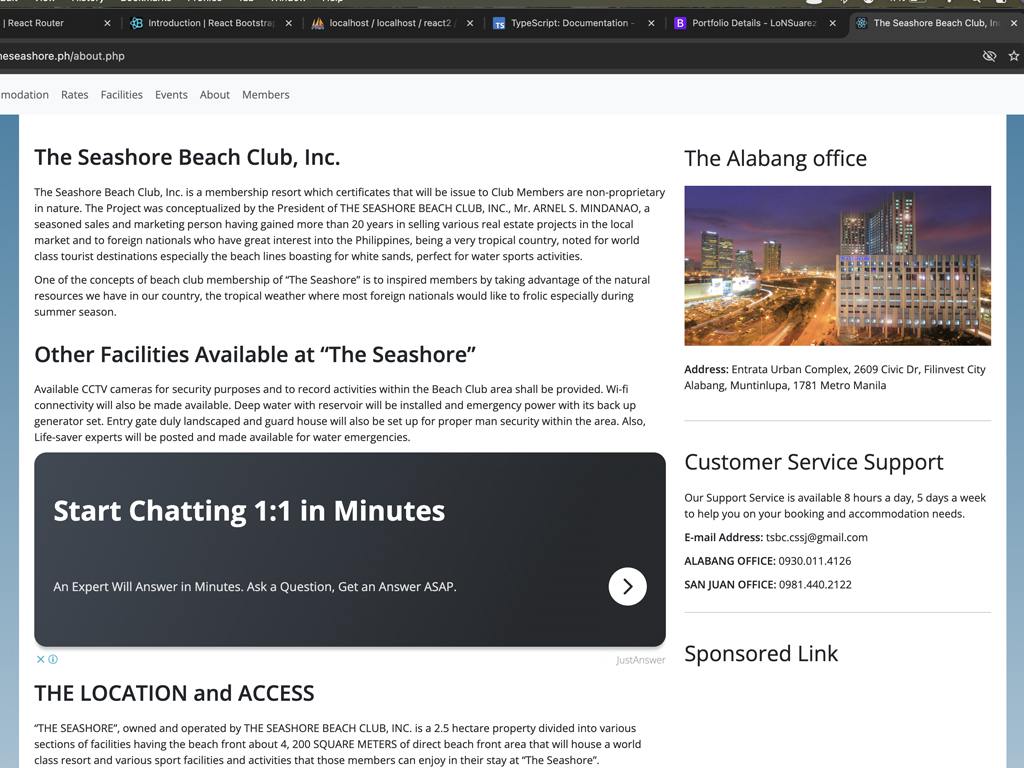 React Router
Introduction | React Bootstrap
localhost / localhost / react2 /
TypeScript: Documentation -
Portfolio Details - LoNSuarez
The Seashore Beach Club, Inc
eseashore.ph/about.php
modation Rates Facilities Events About Members
The Seashore Beach Club, Inc.
The Seashore Beach Club, Inc. is a membership resort which certificates that will be issue to Club Members are non-proprietary
in nature. The Project was conceptualized by the President of THE SEASHORE BEACH CLUB, INC., Mr. ARNEL S. MINDANAO, a
seasoned sales and marketing person having gained more than 20 years in selling various real estate projects in the local
market and to foreign nationals who have great interest into the Philippines, being a very tropical country, noted for world
class tourist destinations especially the beach lines boasting for white sands, perfect for water sports activities.
One of the concepts of beach club membership of “The Seashore” is to inspired members by taking advantage of the natural
resources we have in our country, the tropical weather where most foreign nationals would like to frolic especially during
summer season.
Other Facilities Available at “The Seashore”
Available CCTV cameras for security purposes and to record activities within the Beach Club area shall be provided. Wi-fi
connectivity will also be made available. Deep water with reservoir will be installed and emergency power with its back up
generator set. Entry gate duly landscaped and guard house will also be set up for proper man security within the area. Also,
Life-saver experts will be posted and made available for water emergencies.
Start Chatting 1:1 in Minutes
An Expert Will Answer in Minutes. Ask a Question, Get an Answer ASAP.
JustAnswer
THE LOCATION and ACCESS
“THE SEASHORE”, owned and operated by THE SEASHORE BEACH CLUB, INC. is a 2.5 hectare property divided into various
sections of facilities having the beach front about 4, 200 SQUARE METERS of direct beach front area that will house a world
class resort and various sport facilities and activities that those members can enjoy in their stay at “The Seashore”.
The Alabang office
Address: Entrata Urban Complex, 2609 Civic Dr, Filinvest City
Alabang, Muntinlupa, 1781 Metro Manila
Customer Service Support
Our Support Service is available 8 hours a day, 5 days a week
to help you on your booking and accommodation needs.
E-mail Address: tsbc.cssj@gmail.com
ALABANG OFFICE: 0930.011.4126
SAN JUAN OFFICE: 0981.440.2122
Sponsored Link